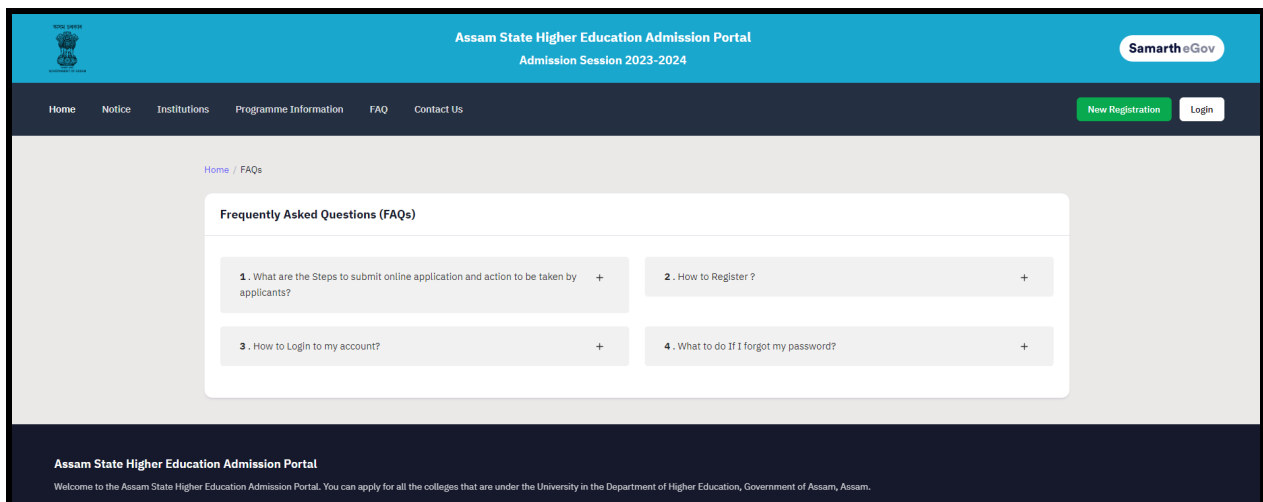 অসম চৰকাৰ
GOVERNMENT OF ASSAM
Assam State Higher Education Admission Portal
Admission Session 2023-2024
Samarth eGov
Home Notice Institutions Programme Information FAQ Contact Us New Registration Login
Home / FAQs
Frequently Asked Questions (FAQs)
1 . What are the Steps to submit online application and action to be taken by +
applicants?
2 . How to Register ? +
3 . How to Login to my account? +
4 . What to do If I forgot my password? +
Assam State Higher Education Admission Portal
Welcome to the Assam State Higher Education Admission Portal. You can apply for all the colleges that are under the University in the Department of Higher Education, Government of Assam, Assam.